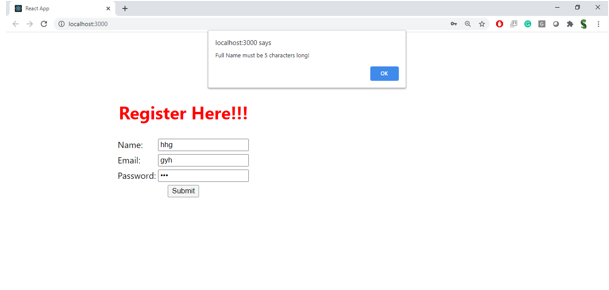 React App
localhost:3000
localhost:3000 says
Full Name must be 5 characters long!
OK
Register Here!!!
Name: hhg
Email: gyh
Password: •••
Submit